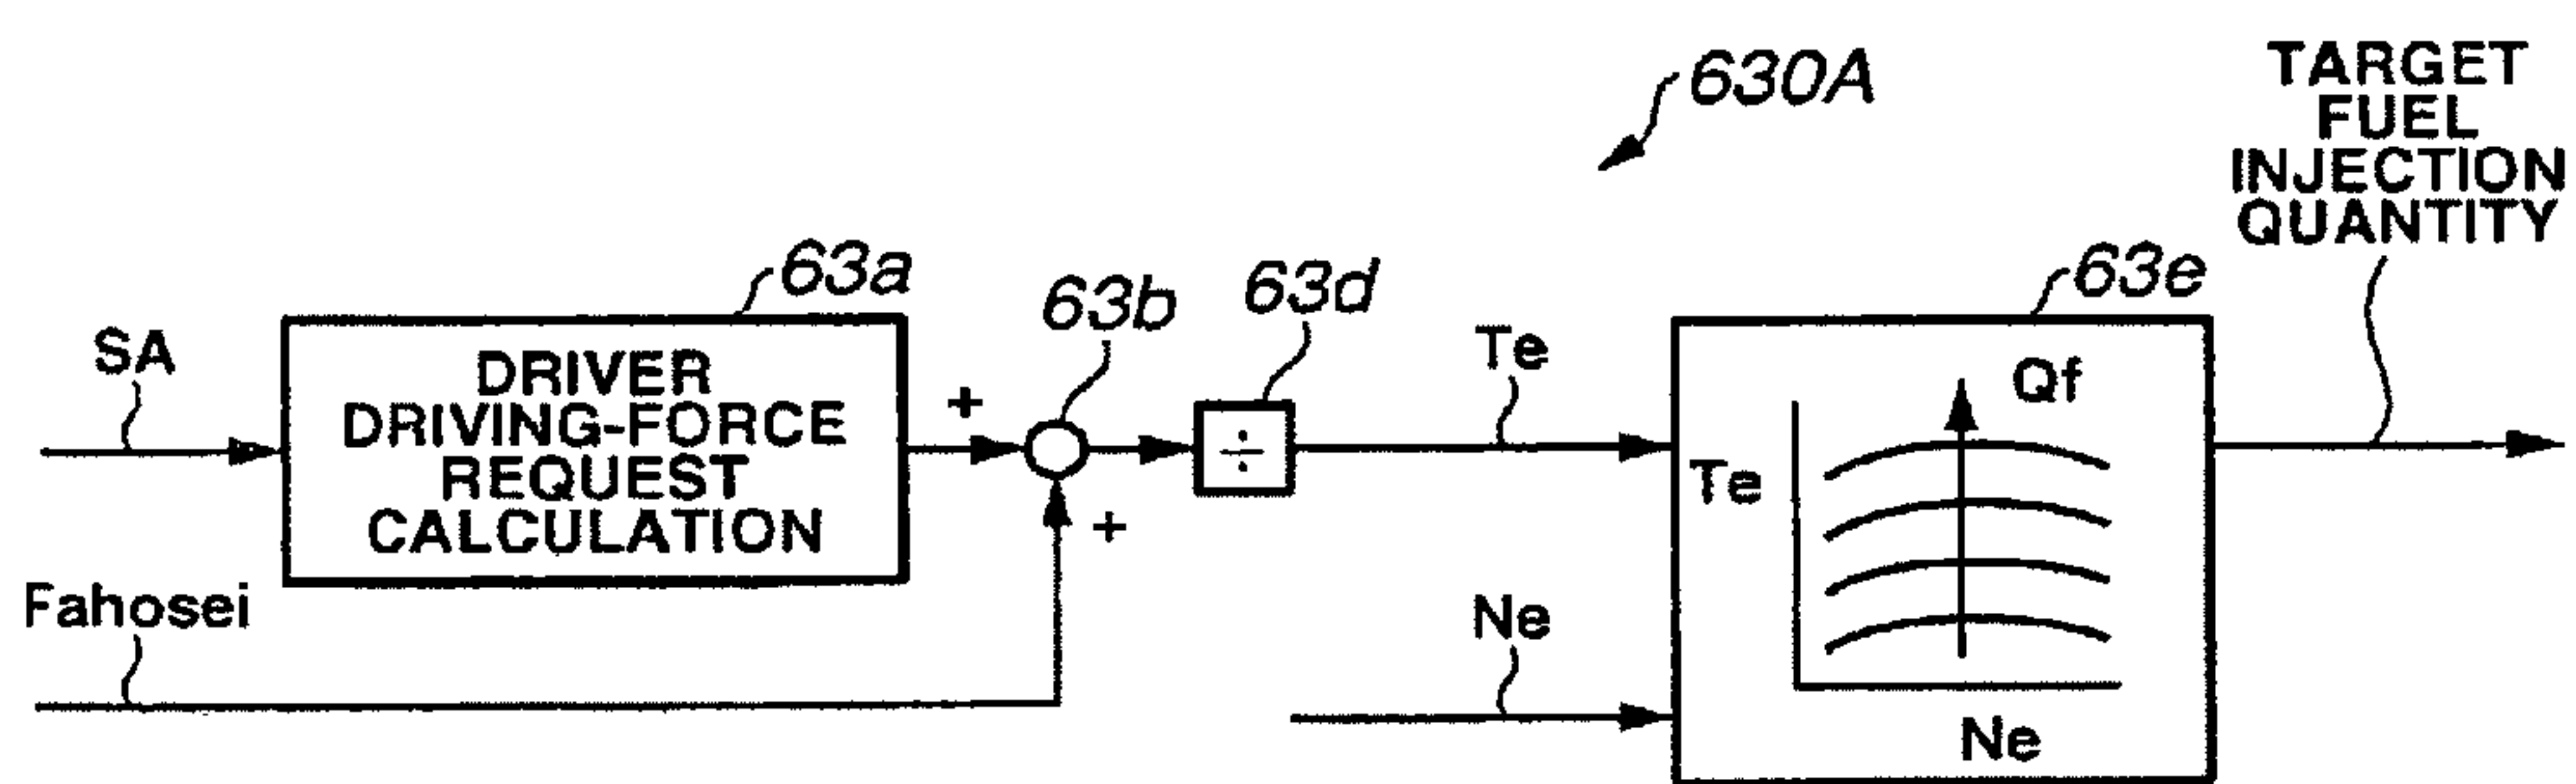 630A
TARGET
FUEL
INJECTION
QUANTITY
63a
63b
63d
63e
SA
DRIVER
DRIVING-FORCE
REQUEST
CALCULATION
+
÷
Te
Qf
Te
Fahosei
+
Ne
Ne